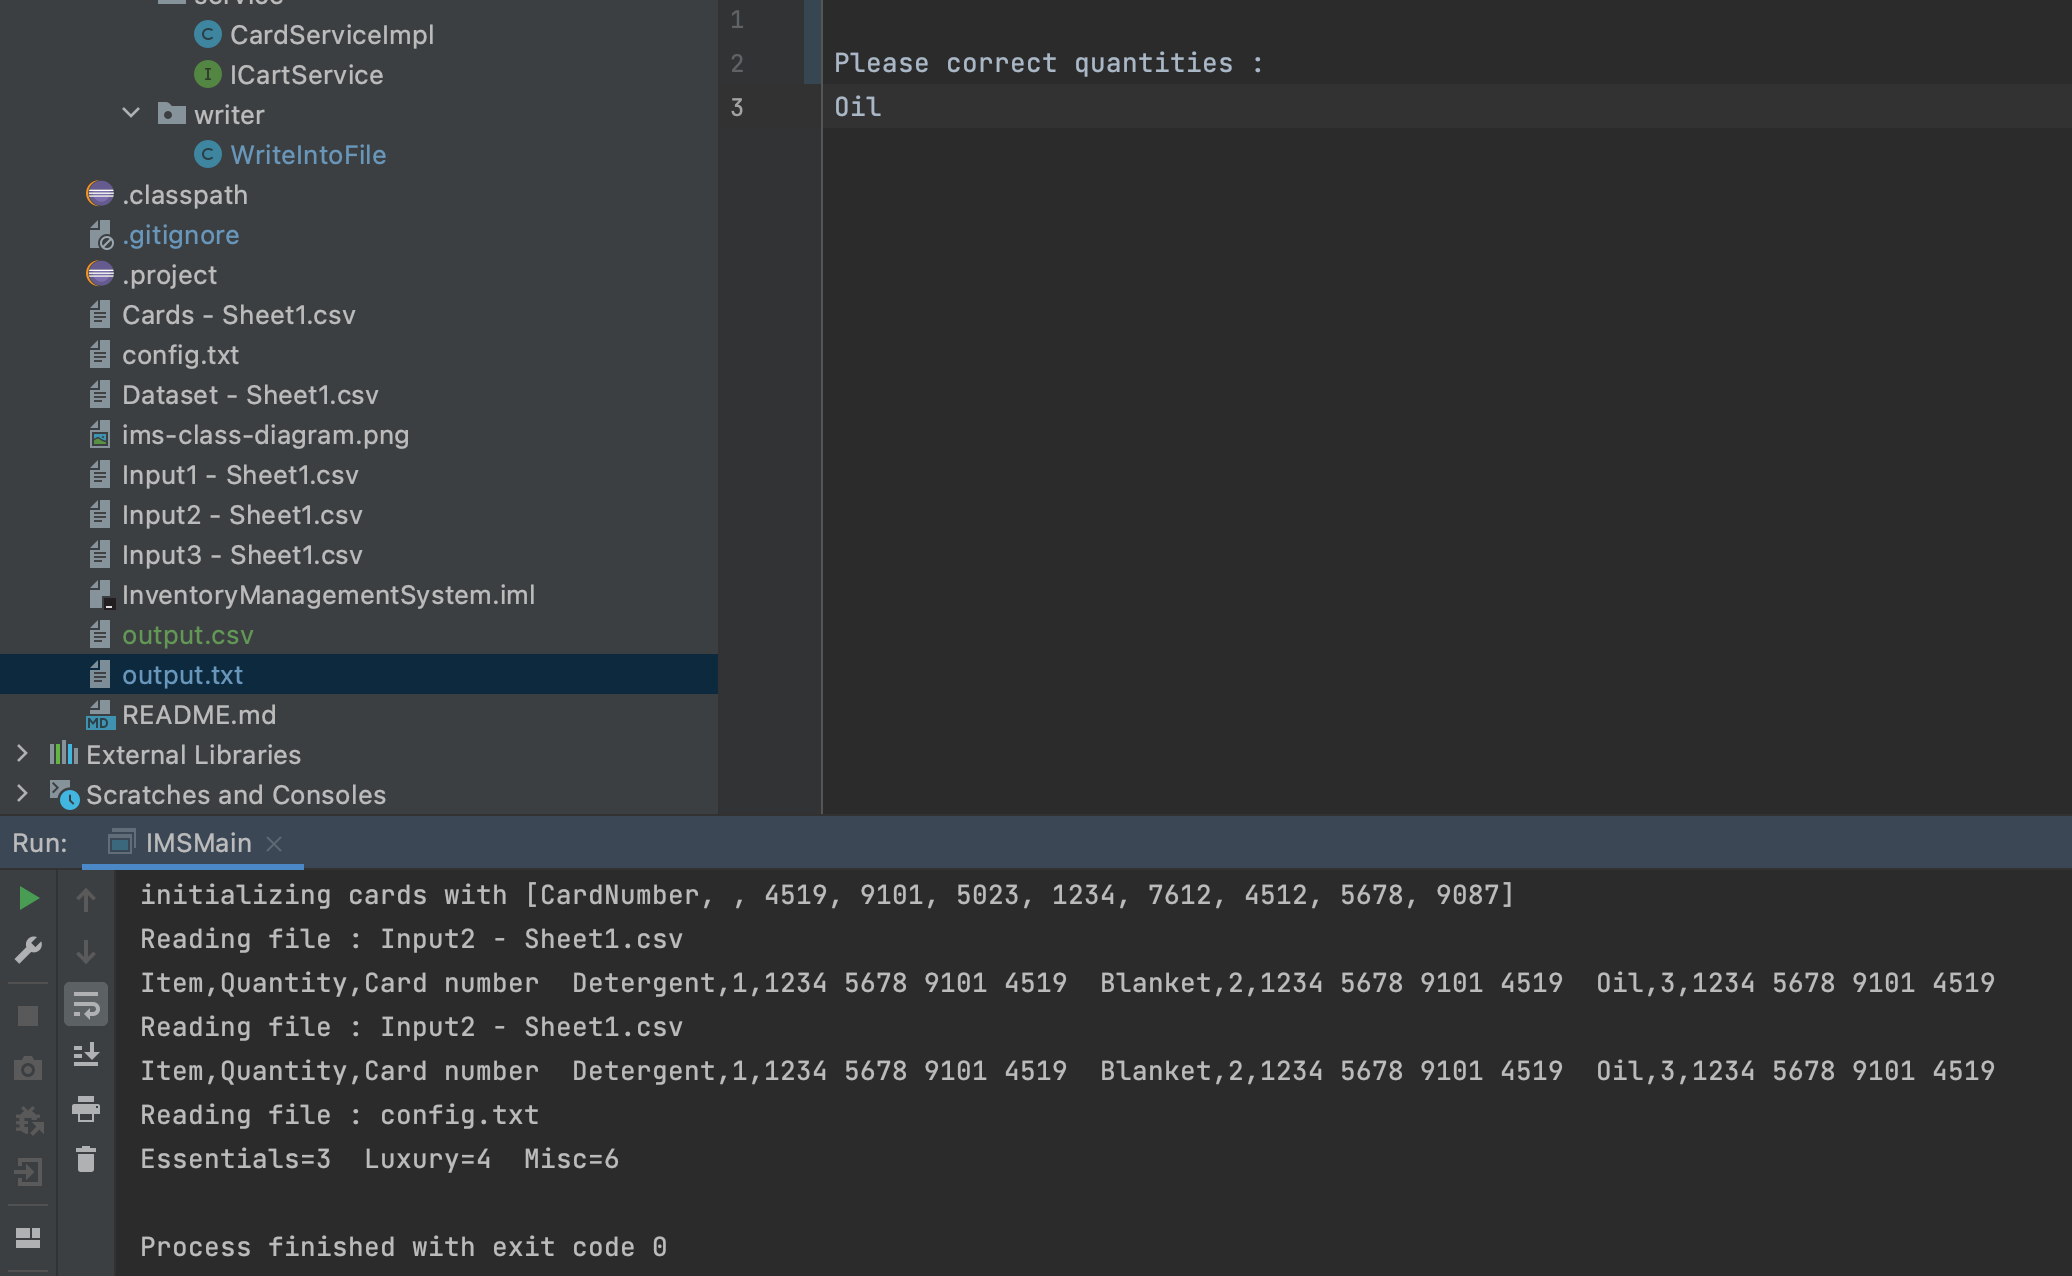 service
CardServiceImpl
ICartService
writer
WriteIntoFile
.classpath
.gitignore
.project
Cards - Sheet1.csv
config.txt
Dataset - Sheet1.csv
ims-class-diagram.png
Input1 - Sheet1.csv
Input2 - Sheet1.csv
Input3 - Sheet1.csv
InventoryManagementSystem.iml
output.csv
output.txt
README.md
External Libraries
Scratches and Consoles
1
2 Please correct quantities :
3 Oil
Run: IMSMain
initializing cards with [CardNumber, , 4519, 9101, 5023, 1234, 7612, 4512, 5678, 9087]
Reading file : Input2 - Sheet1.csv
Item,Quantity,Card number  Detergent,1,1234 5678 9101 4519  Blanket,2,1234 5678 9101 4519  Oil,3,1234 5678 9101 4519
Reading file : Input2 - Sheet1.csv
Item,Quantity,Card number  Detergent,1,1234 5678 9101 4519  Blanket,2,1234 5678 9101 4519  Oil,3,1234 5678 9101 4519
Reading file : config.txt
Essentials=3  Luxury=4  Misc=6
Process finished with exit code 0